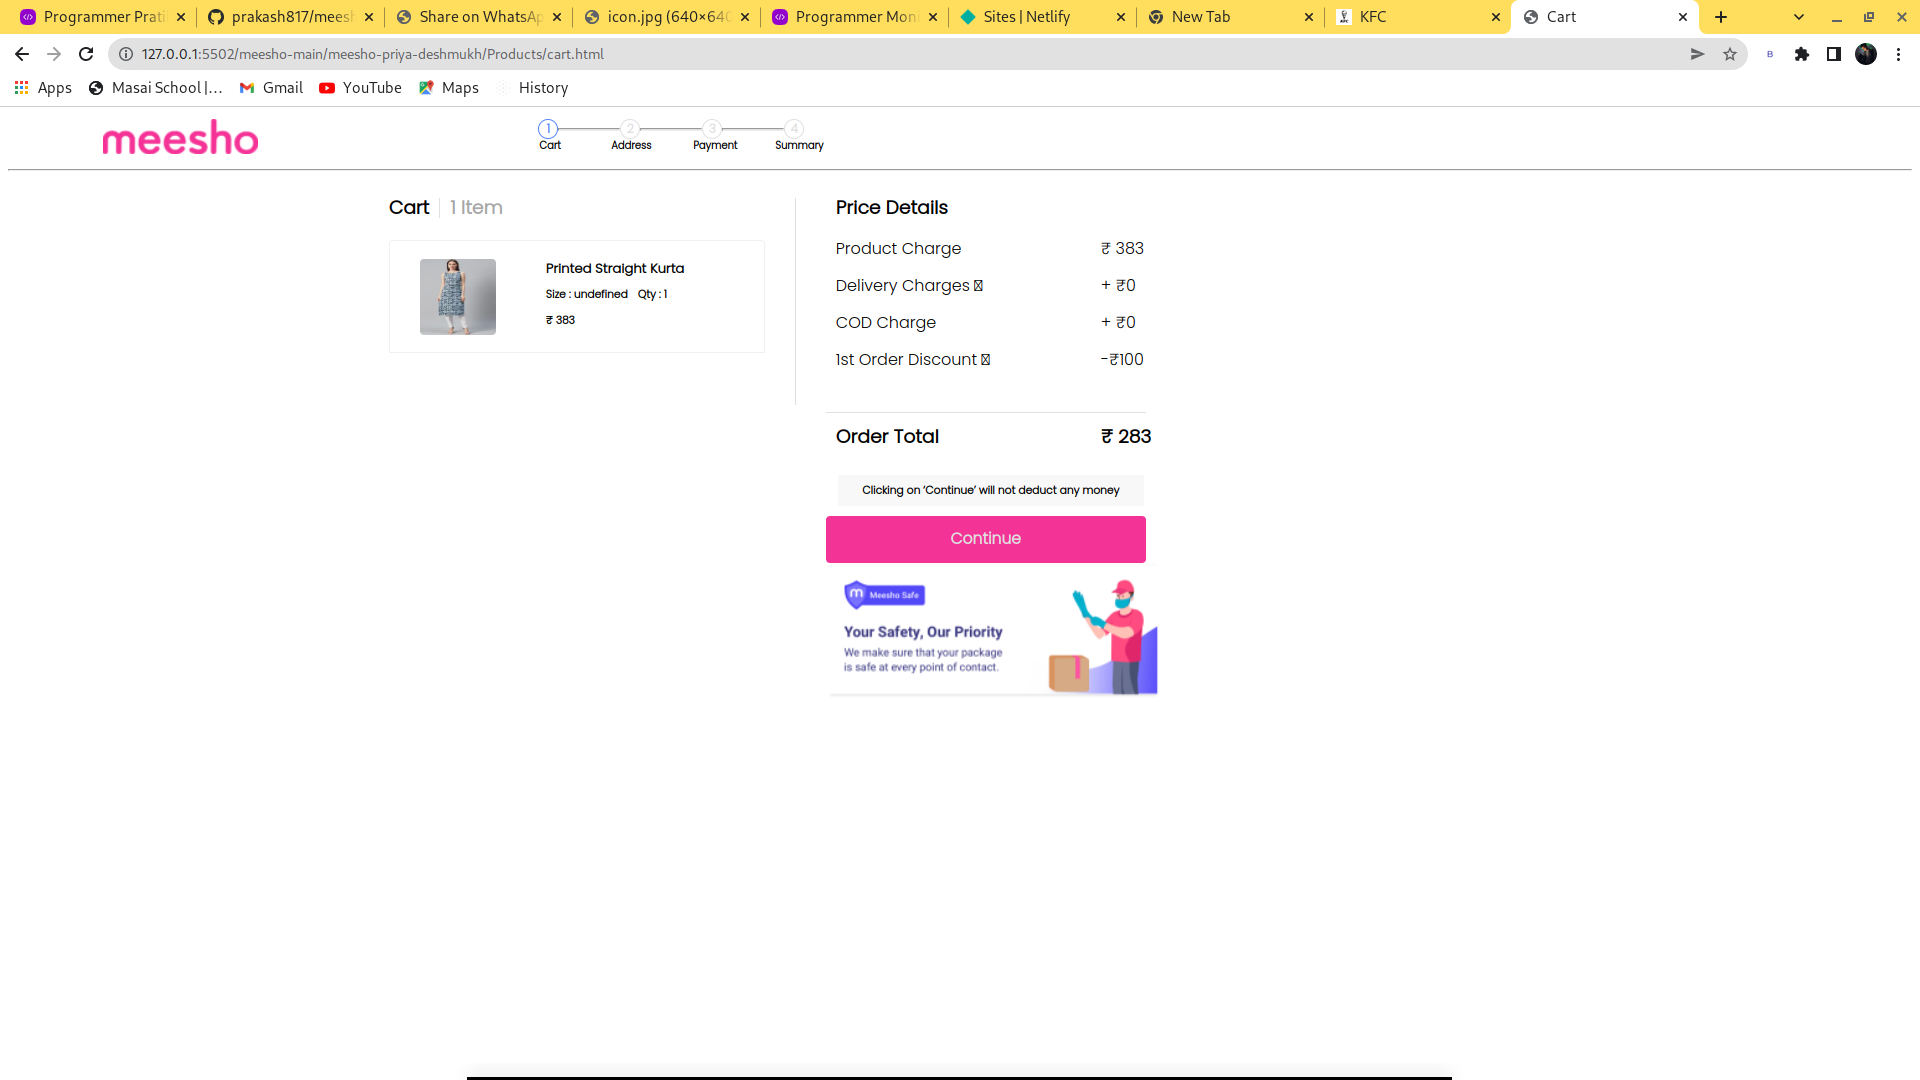 Programmer Prati
prakash817/meesh
Share on WhatsAp
icon.jpg (640×640
Programmer Mon
Sites | Netlify
New Tab
KFC
Cart
127.0.0.1:5502/meesho-main/meesho-priya-deshmukh/Products/cart.html
Apps
Masai School |...
Gmail
YouTube
Maps
History
meesho
1
2
3
4
Cart
Address
Payment
Summary
Cart
1 Item
Printed Straight Kurta
Size : undefined Qty : 1
₹ 383
Price Details
Product Charge ₹ 383
Delivery Charges + ₹0
COD Charge + ₹0
1st Order Discount -₹100
Order Total ₹ 283
Clicking on ‘Continue’ will not deduct any money
Continue
m Meesho Safe
Your Safety, Our Priority
We make sure that your package
is safe at every point of contact.